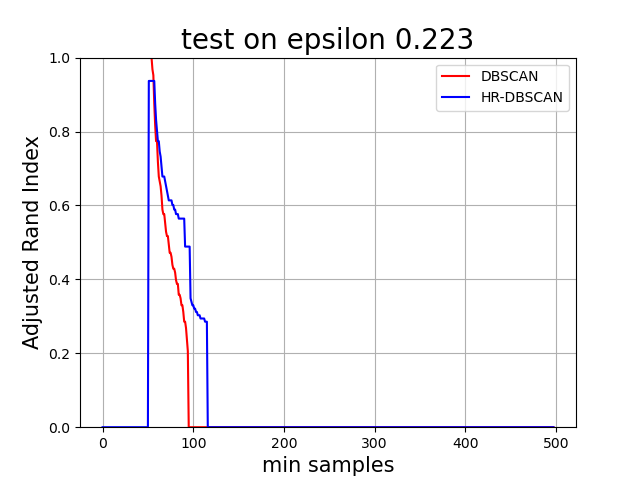 test on epsilon 0.223
DBSCAN
HR-DBSCAN
Adjusted Rand Index
1.0
0.8
0.6
0.4
0.2
0.0
0 100 200 300 400 500
min samples